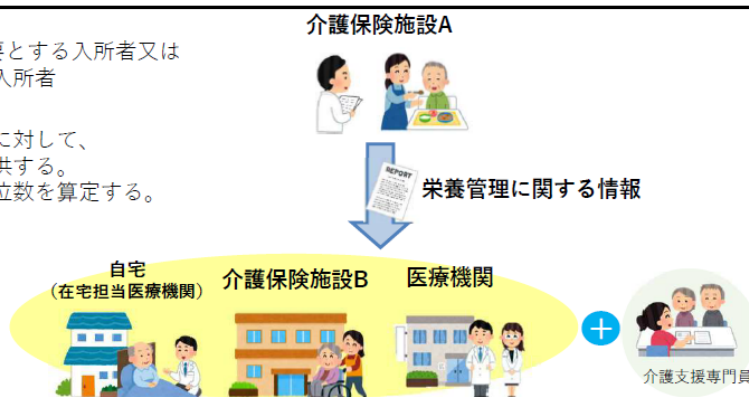 介護保険施設A
要とする入所者又は
入所者
に対して、
供する。
位数を算定する。
REPORT
栄養管理に関する情報
自宅
(在宅担当医療機関)
介護保険施設B
医療機関
介護支援専門員